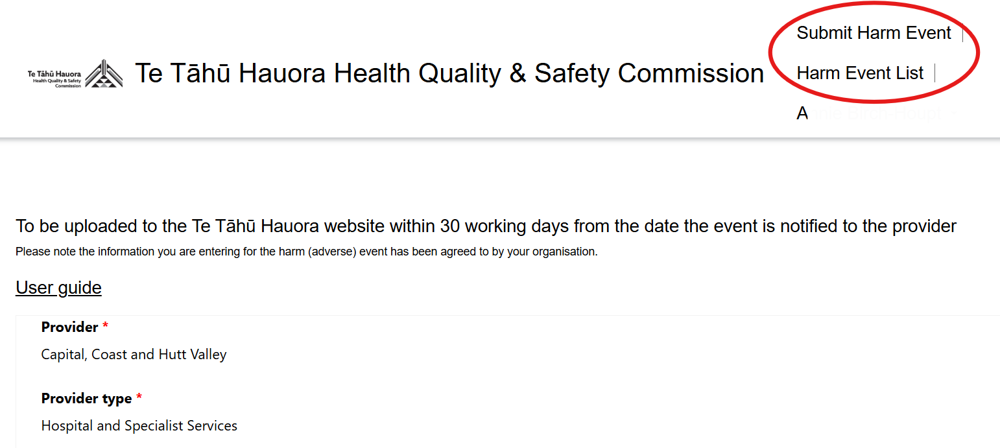 Submit Harm Event
Te Tāhū Hauora
Health Quality & Safety
Commission
Te Tāhū Hauora Health Quality & Safety Commission
Harm Event List
A
To be uploaded to the Te Tāhū Hauora website within 30 working days from the date the event is notified to the provider
Please note the information you are entering for the harm (adverse) event has been agreed to by your organisation.
User guide
Provider *
Capital, Coast and Hutt Valley
Provider type *
Hospital and Specialist Services